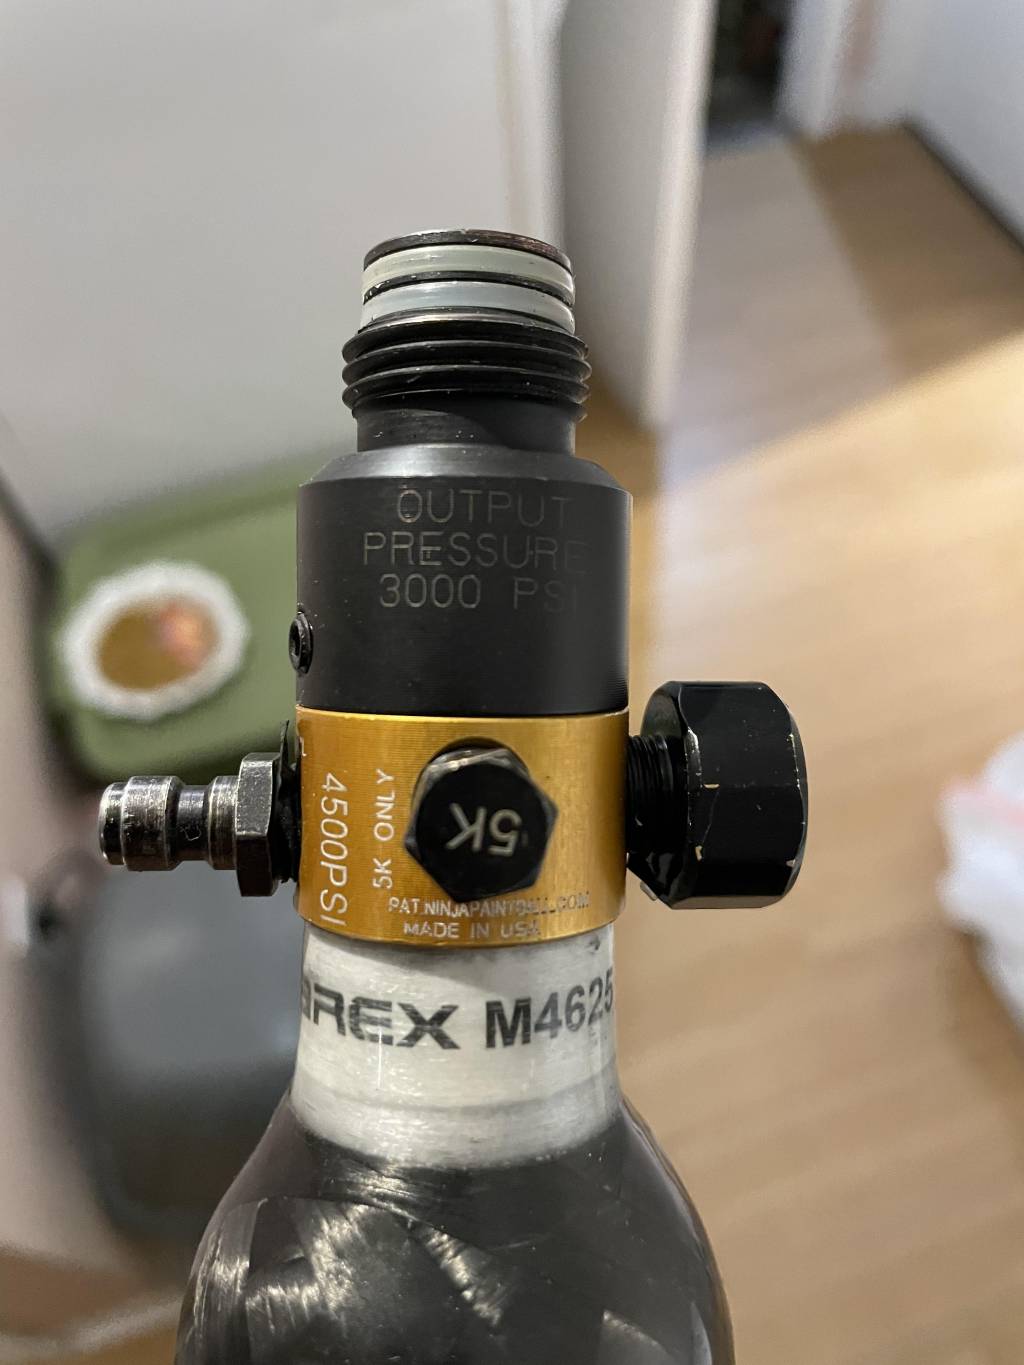 OUTPUT
PRESSURE
3000 PSI
4500PSI
5K ONLY
5K
PAT.NINJAPAINTBALL.COM
MADE IN USA
M4625